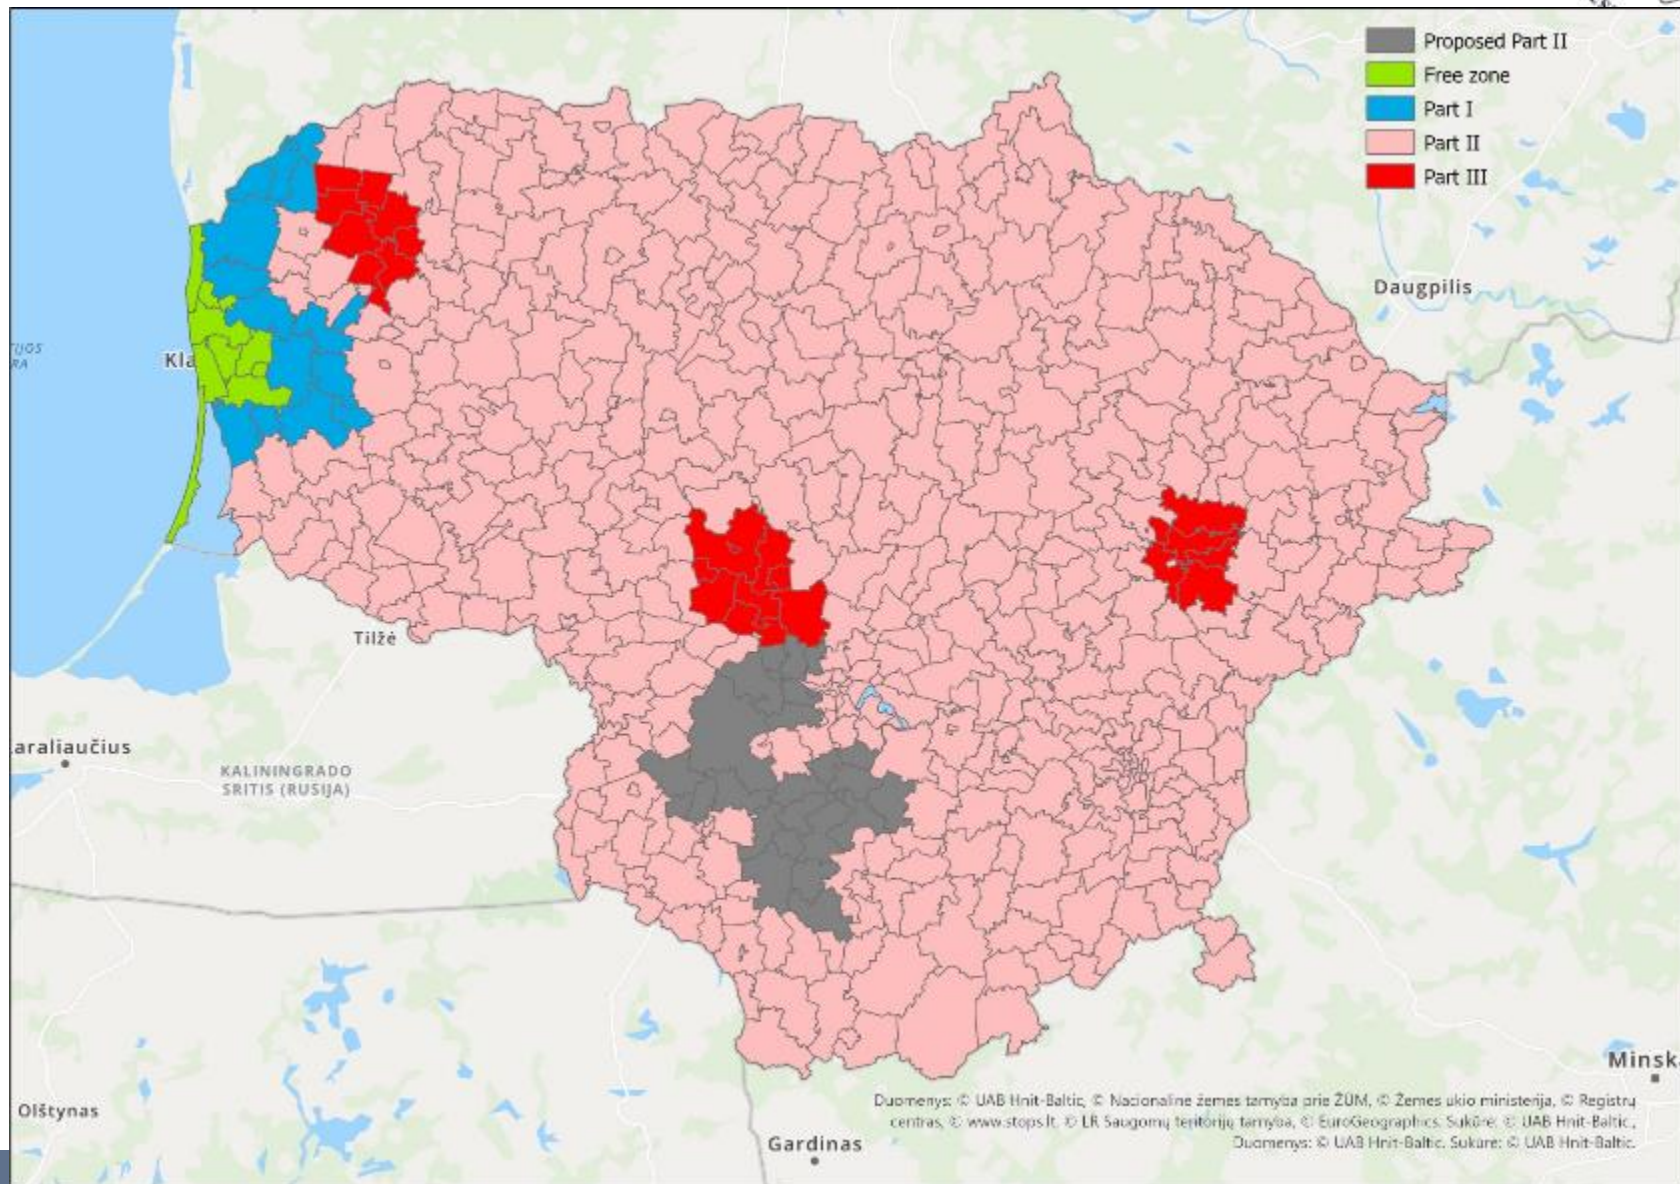 Proposed Part II
Free zone
Part I
Part II
Part III
Daugpilis
Kla
Tilžė
araliaučius
KALININGRADO
SRITIS (RUSIJA)
Minsk
Olštynas
Gardinas
Duomenys: © UAB Hnit-Baltic, © Nacionalinė žemės tarnyba prie ŽŪM, © Žemės ūkio ministerija, © Registrų
centras, © www.stops.lt, © LR Saugomų teritorijų tarnyba, © EuroGeographics. Sukūrė: © UAB Hnit-Baltic.,
Duomenys: © UAB Hnit-Baltic. Sukūrė: © UAB Hnit-Baltic.